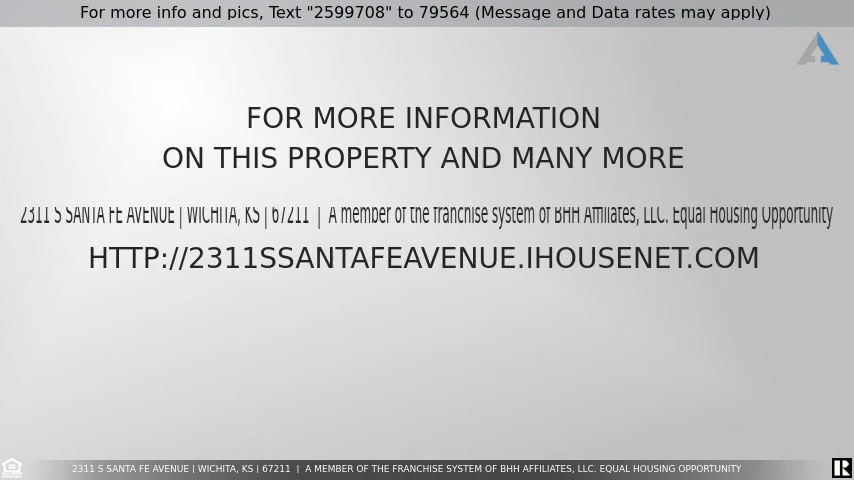 For more info and pics, Text "2599708" to 79564 (Message and Data rates may apply)
FOR MORE INFORMATION
ON THIS PROPERTY AND MANY MORE
2311 S SANTA FE AVENUE | WICHITA, KS | 67211 | A member of the franchise system of BHH Affiliates, LLC. Equal Housing Opportunity
HTTP://2311SSANTAFEAVENUE.IHOUSENET.COM
2311 S SANTA FE AVENUE | WICHITA, KS | 67211 | A MEMBER OF THE FRANCHISE SYSTEM OF BHH AFFILIATES, LLC. EQUAL HOUSING OPPORTUNITY